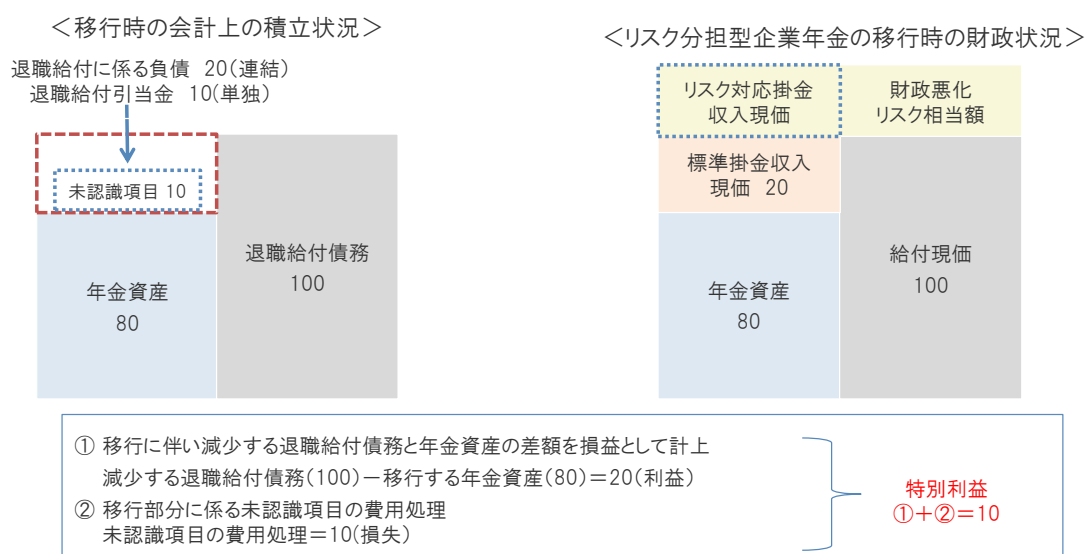 ＜移行時の会計上の積立状況＞
退職給付に係る負債 20(連結)
退職給付引当金 10(単独)
未認識項目 10
年金資産
80
退職給付債務
100
＜リスク分担型企業年金の移行時の財政状況＞
リスク対応掛金
収入現価
財政悪化
リスク相当額
標準掛金収入
現価 20
年金資産
80
給付現価
100
① 移行に伴い減少する退職給付債務と年金資産の差額を損益として計上
減少する退職給付債務(100)－移行する年金資産(80)＝20(利益)
② 移行部分に係る未認識項目の費用処理
未認識項目の費用処理＝10(損失)
特別利益
①＋②＝10